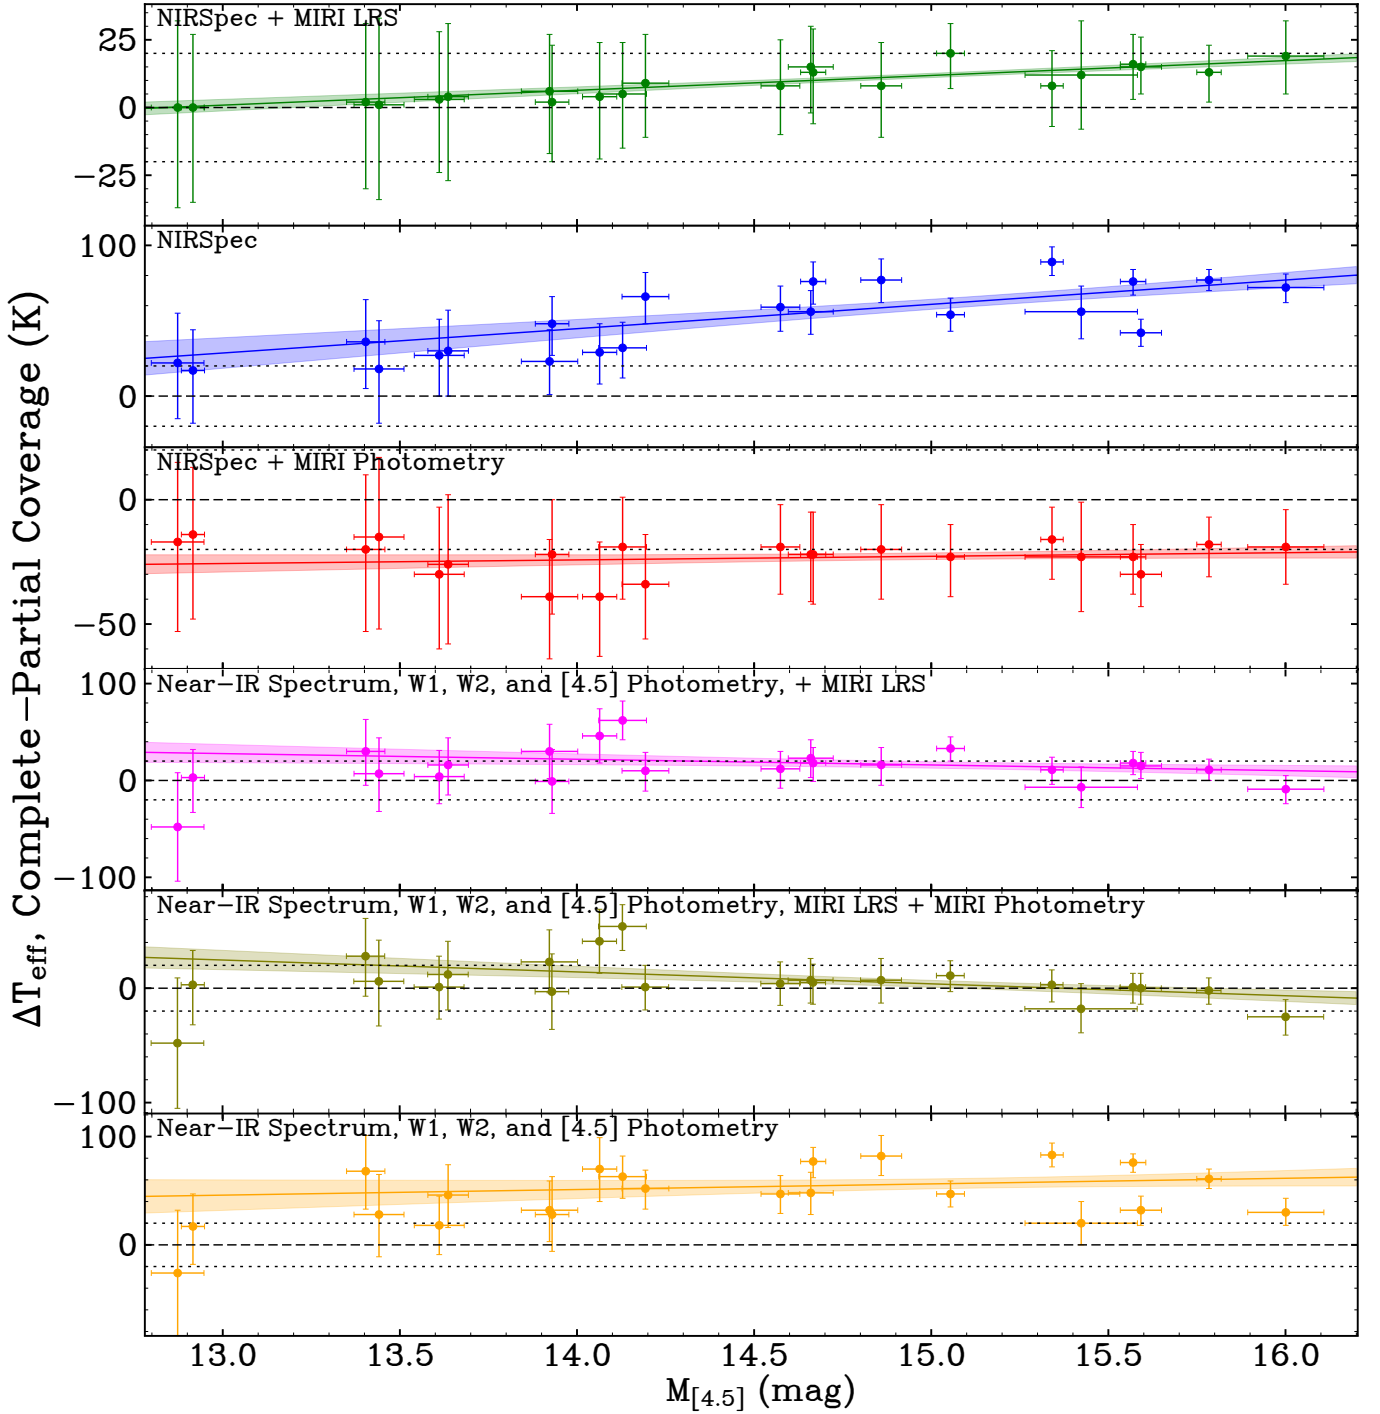 NIRSpec + MIRI LRS
25
0
−25
NIRSpec
100
50
0
NIRSpec + MIRI Photometry
0
−50
Near−IR Spectrum, W1, W2, and [4.5] Photometry, + MIRI LRS
100
0
−100
Near−IR Spectrum, W1, W2, and [4.5] Photometry, MIRI LRS + MIRI Photometry
0
−100
Near−IR Spectrum, W1, W2, and [4.5] Photometry
100
0
13.0 13.5 14.0 14.5 15.0 15.5 16.0
M[4.5] (mag)
ΔTeff, Complete−Partial Coverage (K)